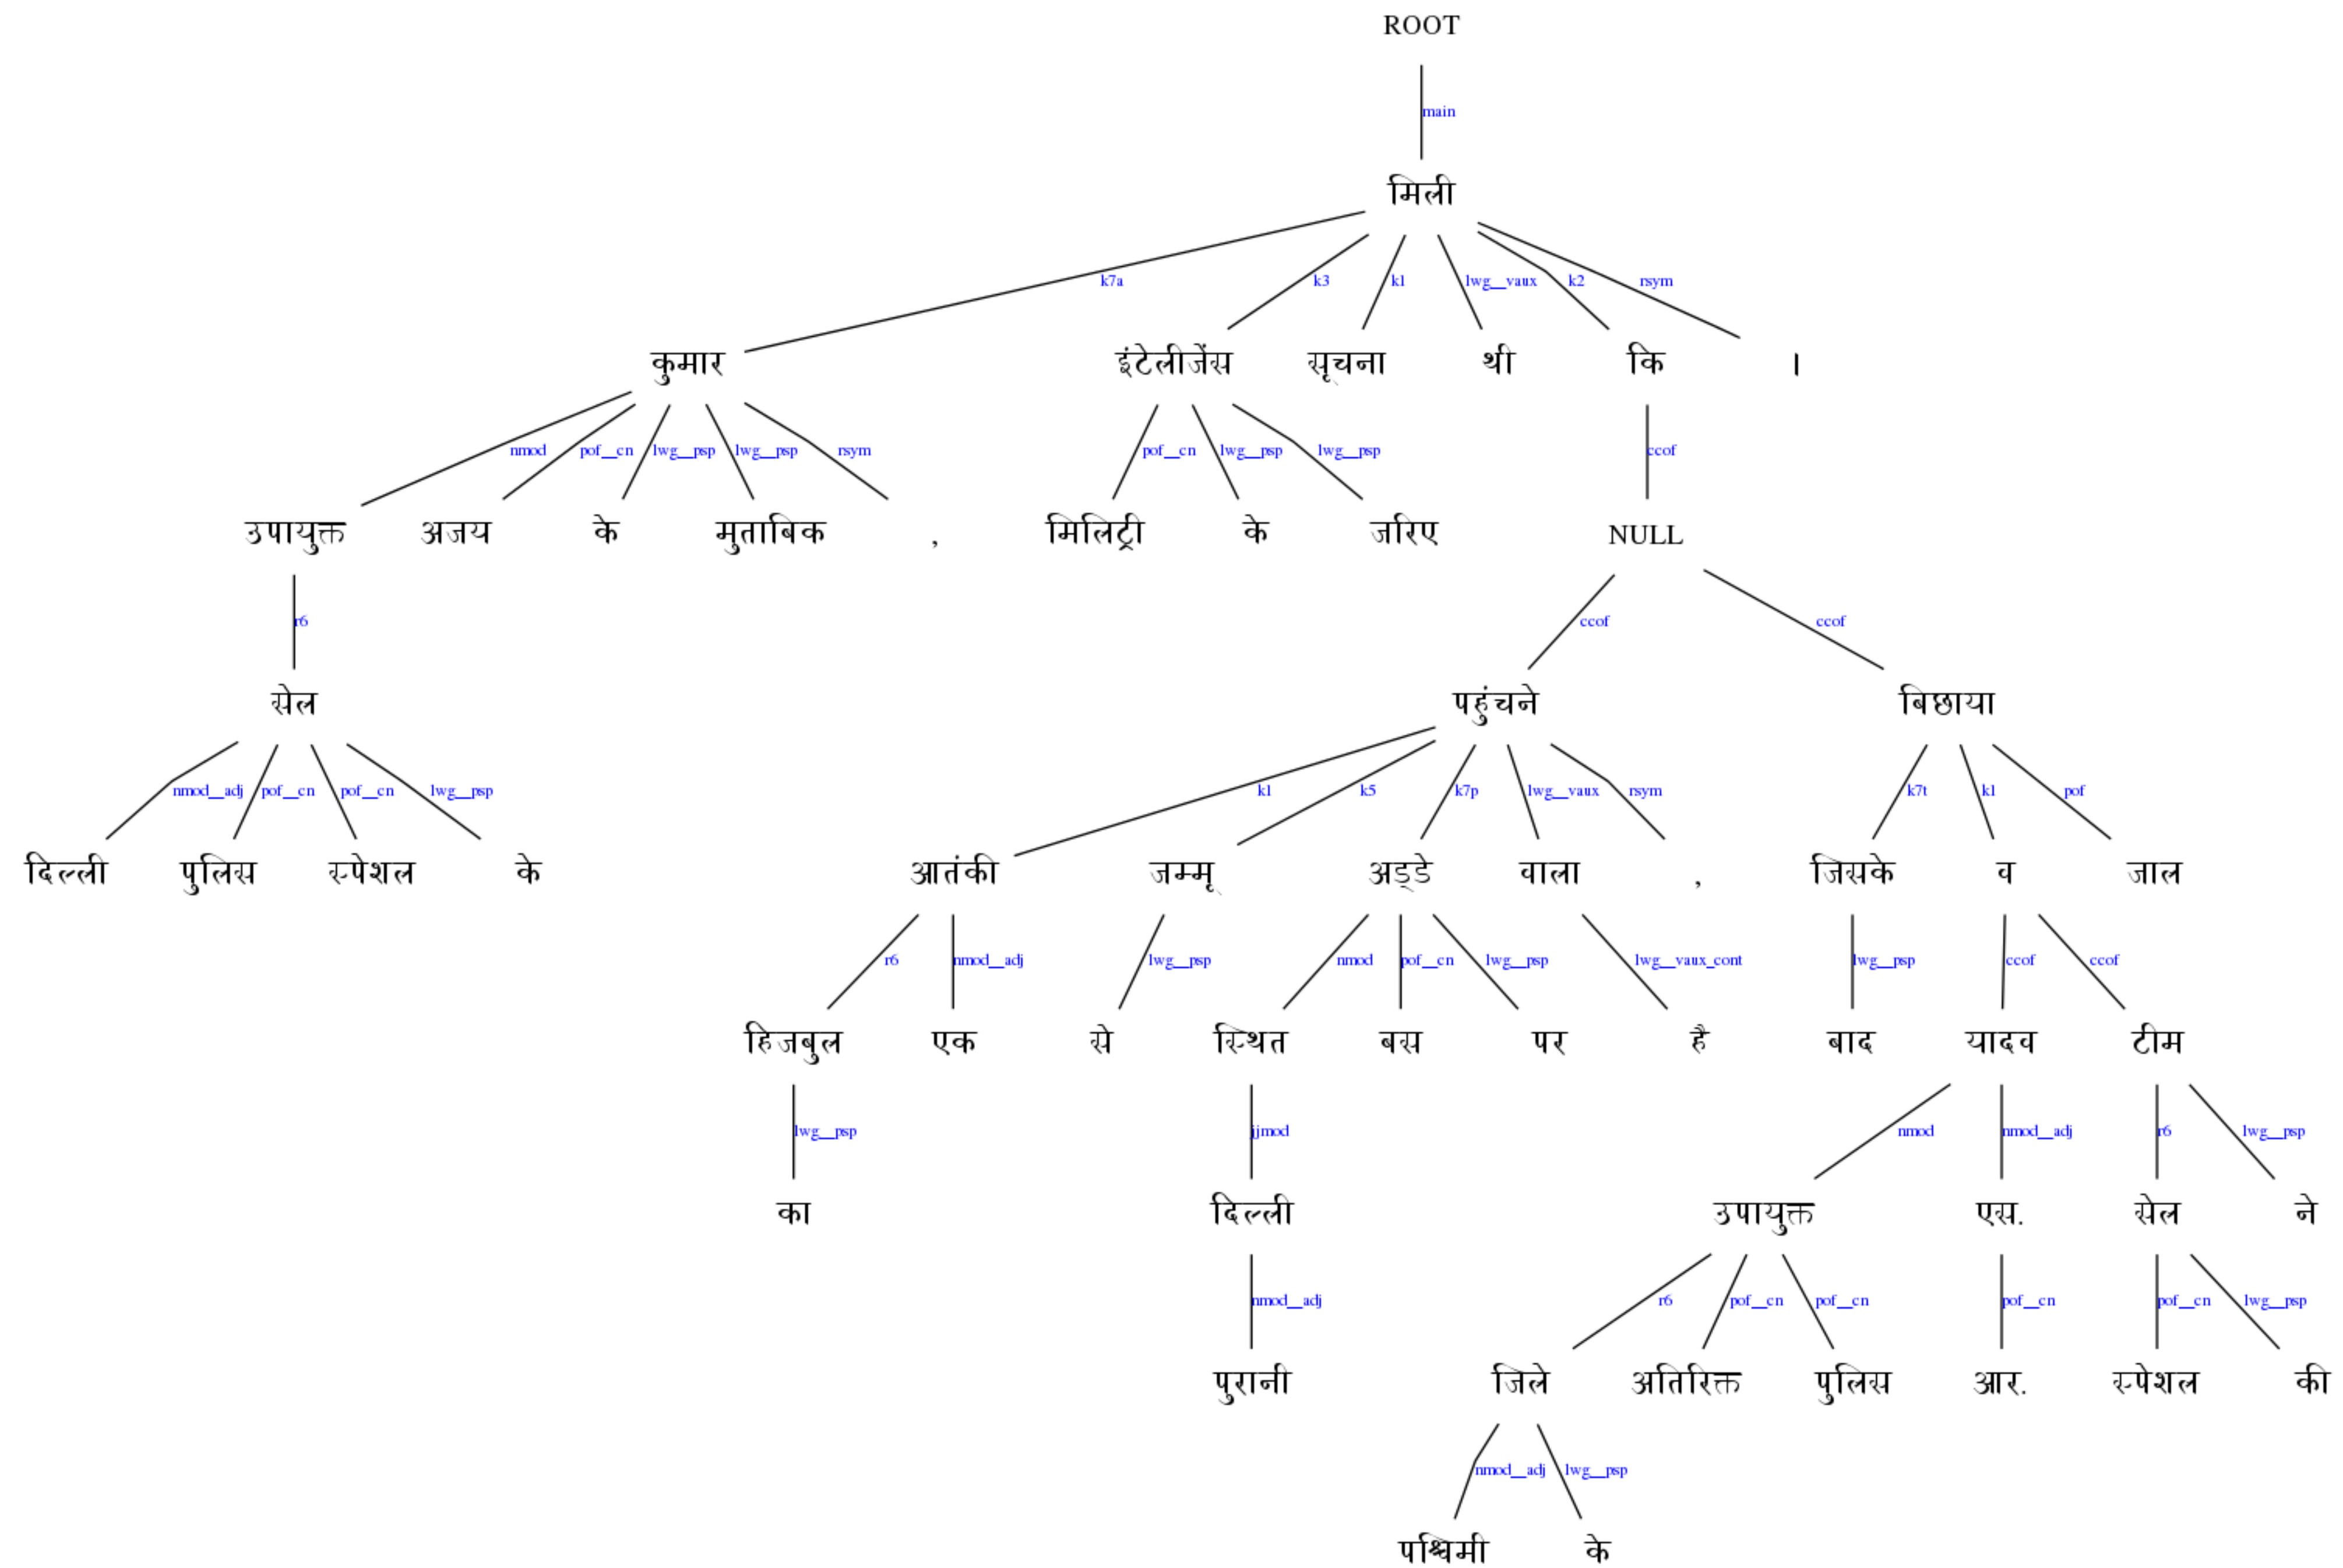 ROOT
main
मिली
k7a k3 k1 lwg__vaux k2 rsym
कुमार इंटेलीजेंस सूचना थी कि ।
nmod pof__cn lwg__psp lwg__psp rsym pof__cn lwg__psp lwg__psp ccof
उपायुक्त अजय के मुताबिक , मिलिट्री के जरिए NULL
r6 ccof ccof
सेल पहुंचने बिछाया
nmod__adj pof__cn pof__cn lwg__psp k1 k5 k7p lwg__vaux rsym k7t k1 pof
दिल्ली पुलिस स्पेशल के आतंकी जम्मू अड्डे वाला , जिसके व जाल
r6 nmod__adj lwg__psp nmod pof__cn lwg__psp lwg__vaux_cont lwg__psp ccof ccof
हिजबुल एक से स्थित बस पर है बाद यादव टीम
lwg__psp jjmod nmod nmod__adj r6 lwg__psp
का दिल्ली उपायुक्त एस. सेल ने
nmod__adj r6 pof__cn pof__cn pof__cn pof__cn lwg__psp
पुरानी जिले अतिरिक्त पुलिस आर. स्पेशल की
nmod__adj lwg__psp
पश्चिमी के